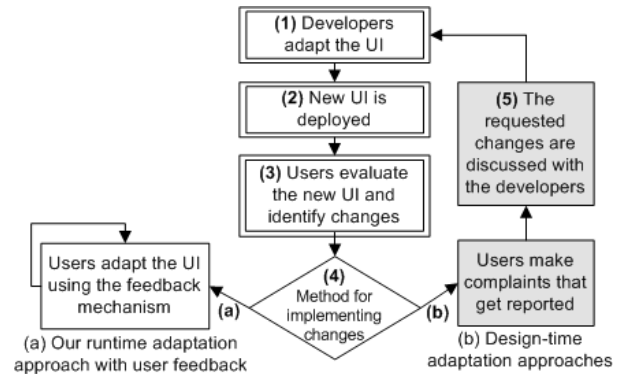 (1) Developers
adapt the UI
(2) New UI is
deployed
(3) Users evaluate
the new UI and
identify changes
(4)
Method for
implementing
changes
(a)
(b)
Users adapt the UI
using the feedback
mechanism
(a) Our runtime adaptation
approach with user feedback
Users make
complaints that
get reported
(b) Design-time
adaptation approaches
(5) The
requested
changes are
discussed with
the developers